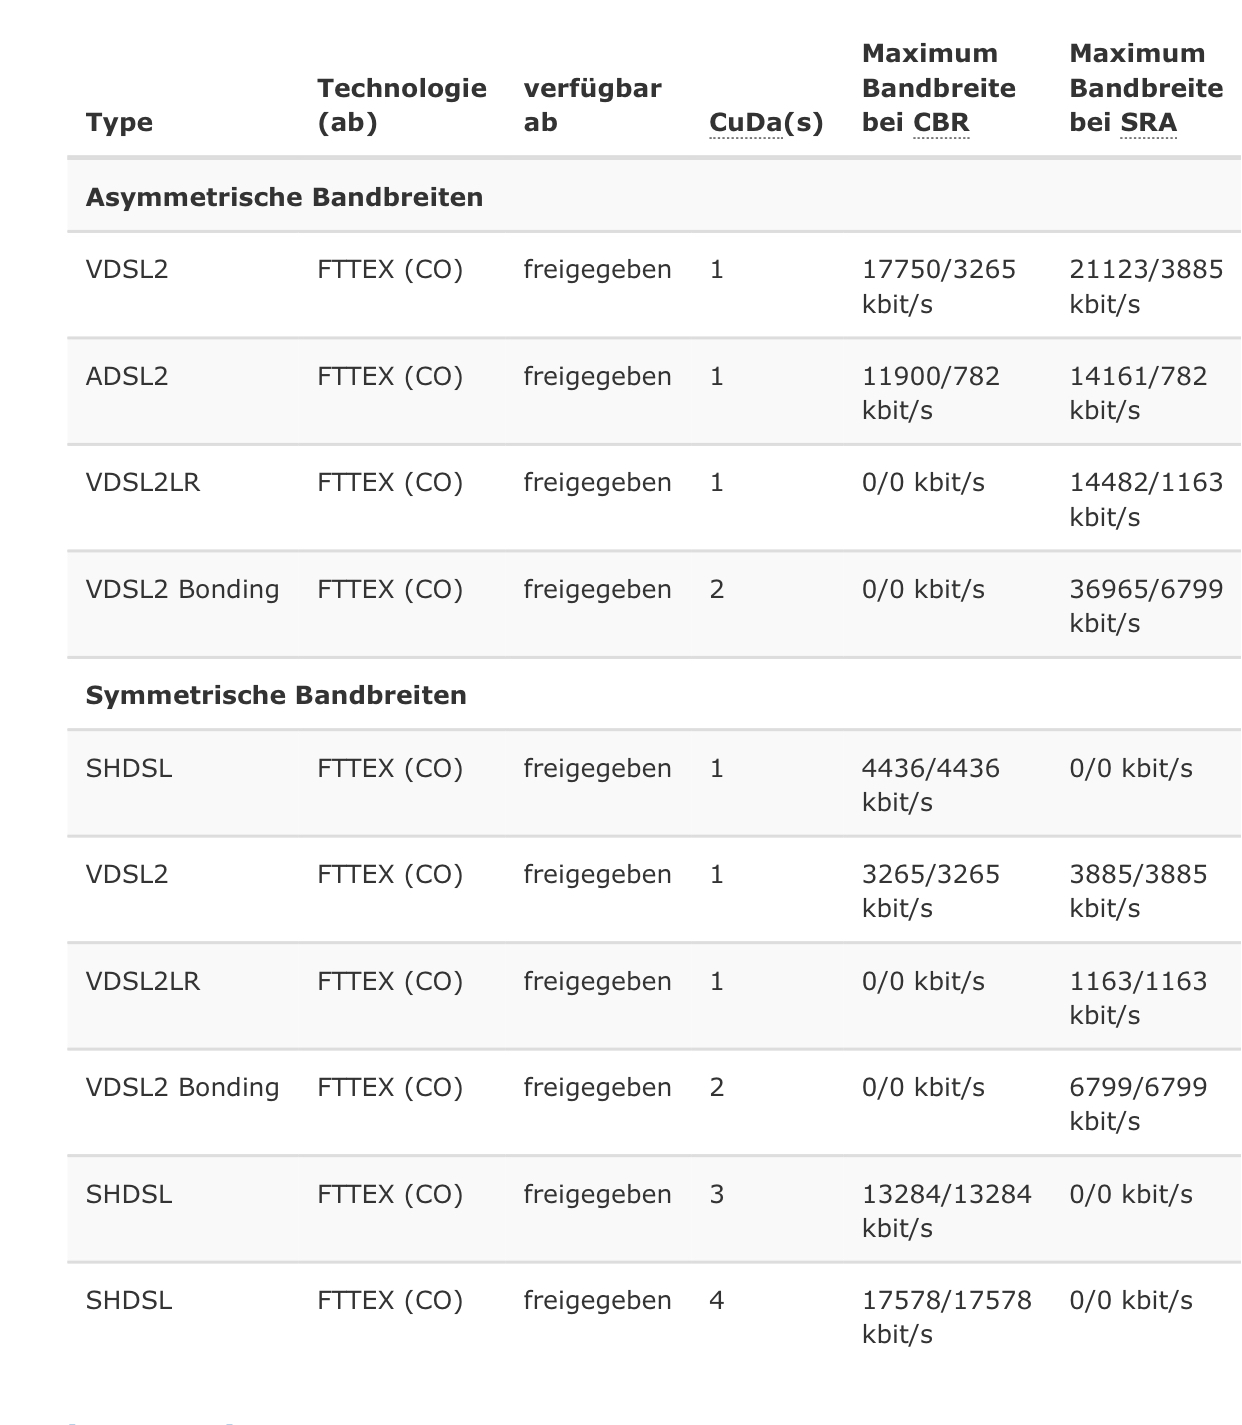 Type Technologie (ab) verfügbar ab CuDa(s) Maximum Bandbreite bei CBR Maximum Bandbreite bei SRA
Asymmetrische Bandbreiten
VDSL2 FTTEX (CO) freigegeben 1 17750/3265 kbit/s 21123/3885 kbit/s
ADSL2 FTTEX (CO) freigegeben 1 11900/782 kbit/s 14161/782 kbit/s
VDSL2LR FTTEX (CO) freigegeben 1 0/0 kbit/s 14482/1163 kbit/s
VDSL2 Bonding FTTEX (CO) freigegeben 2 0/0 kbit/s 36965/6799 kbit/s
Symmetrische Bandbreiten
SHDSL FTTEX (CO) freigegeben 1 4436/4436 kbit/s 0/0 kbit/s
VDSL2 FTTEX (CO) freigegeben 1 3265/3265 kbit/s 3885/3885 kbit/s
VDSL2LR FTTEX (CO) freigegeben 1 0/0 kbit/s 1163/1163 kbit/s
VDSL2 Bonding FTTEX (CO) freigegeben 2 0/0 kbit/s 6799/6799 kbit/s
SHDSL FTTEX (CO) freigegeben 3 13284/13284 kbit/s 0/0 kbit/s
SHDSL FTTEX (CO) freigegeben 4 17578/17578 kbit/s 0/0 kbit/s